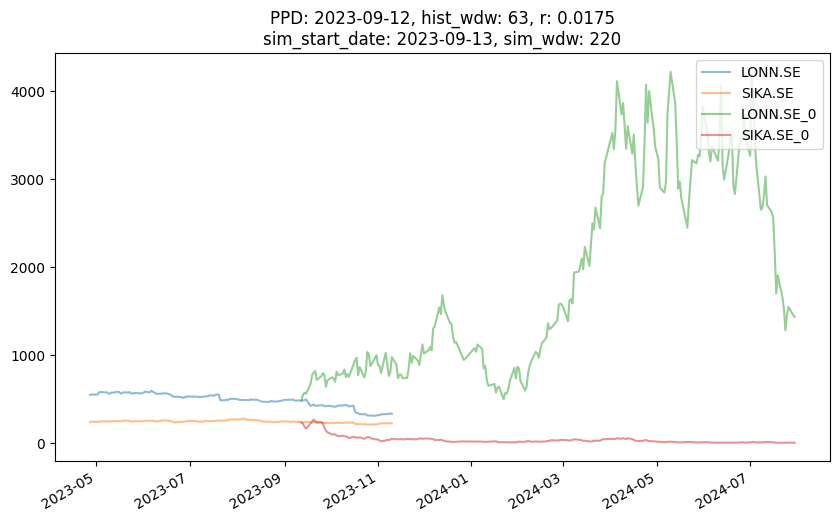 PPD: 2023-09-12, hist_wdw: 63, r: 0.0175
sim_start_date: 2023-09-13, sim_wdw: 220
LONN.SE
SIKA.SE
LONN.SE_0
SIKA.SE_0
4000
3000
2000
1000
0
2023-05
2023-07
2023-09
2023-11
2024-01
2024-03
2024-05
2024-07